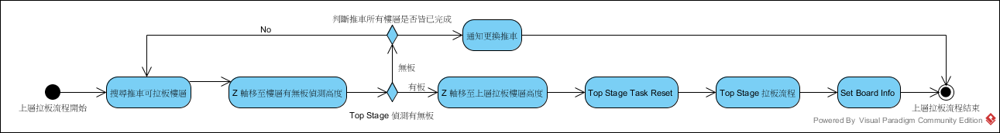 判斷推車所有樓層是否皆已完成
No
通知更換推車
無板
有板
搜尋推車可拉板樓層
Z 軸移至樓層有無板偵測高度
Z 軸移至上層拉板樓層高度
Top Stage Task Reset
Top Stage 拉板流程
Set Board Info
上層拉板流程開始
Top Stage 偵測有無板
上層拉板流程結束
Powered By Visual Paradigm Community Edition